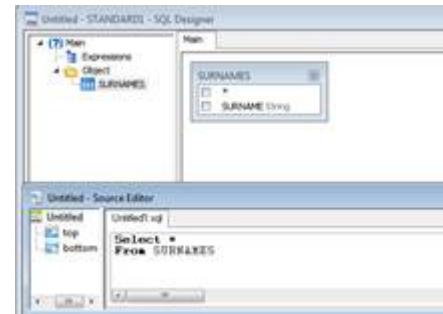 Untitled - STANDARD1 - SQL Designer
Main
Expressions
Object
SURNAMES
Main
SURNAMES
*
SURNAME String
Untitled - Source Editor
Untitled
top
bottom
Untitled1.sql
Select *
From SURNAMES